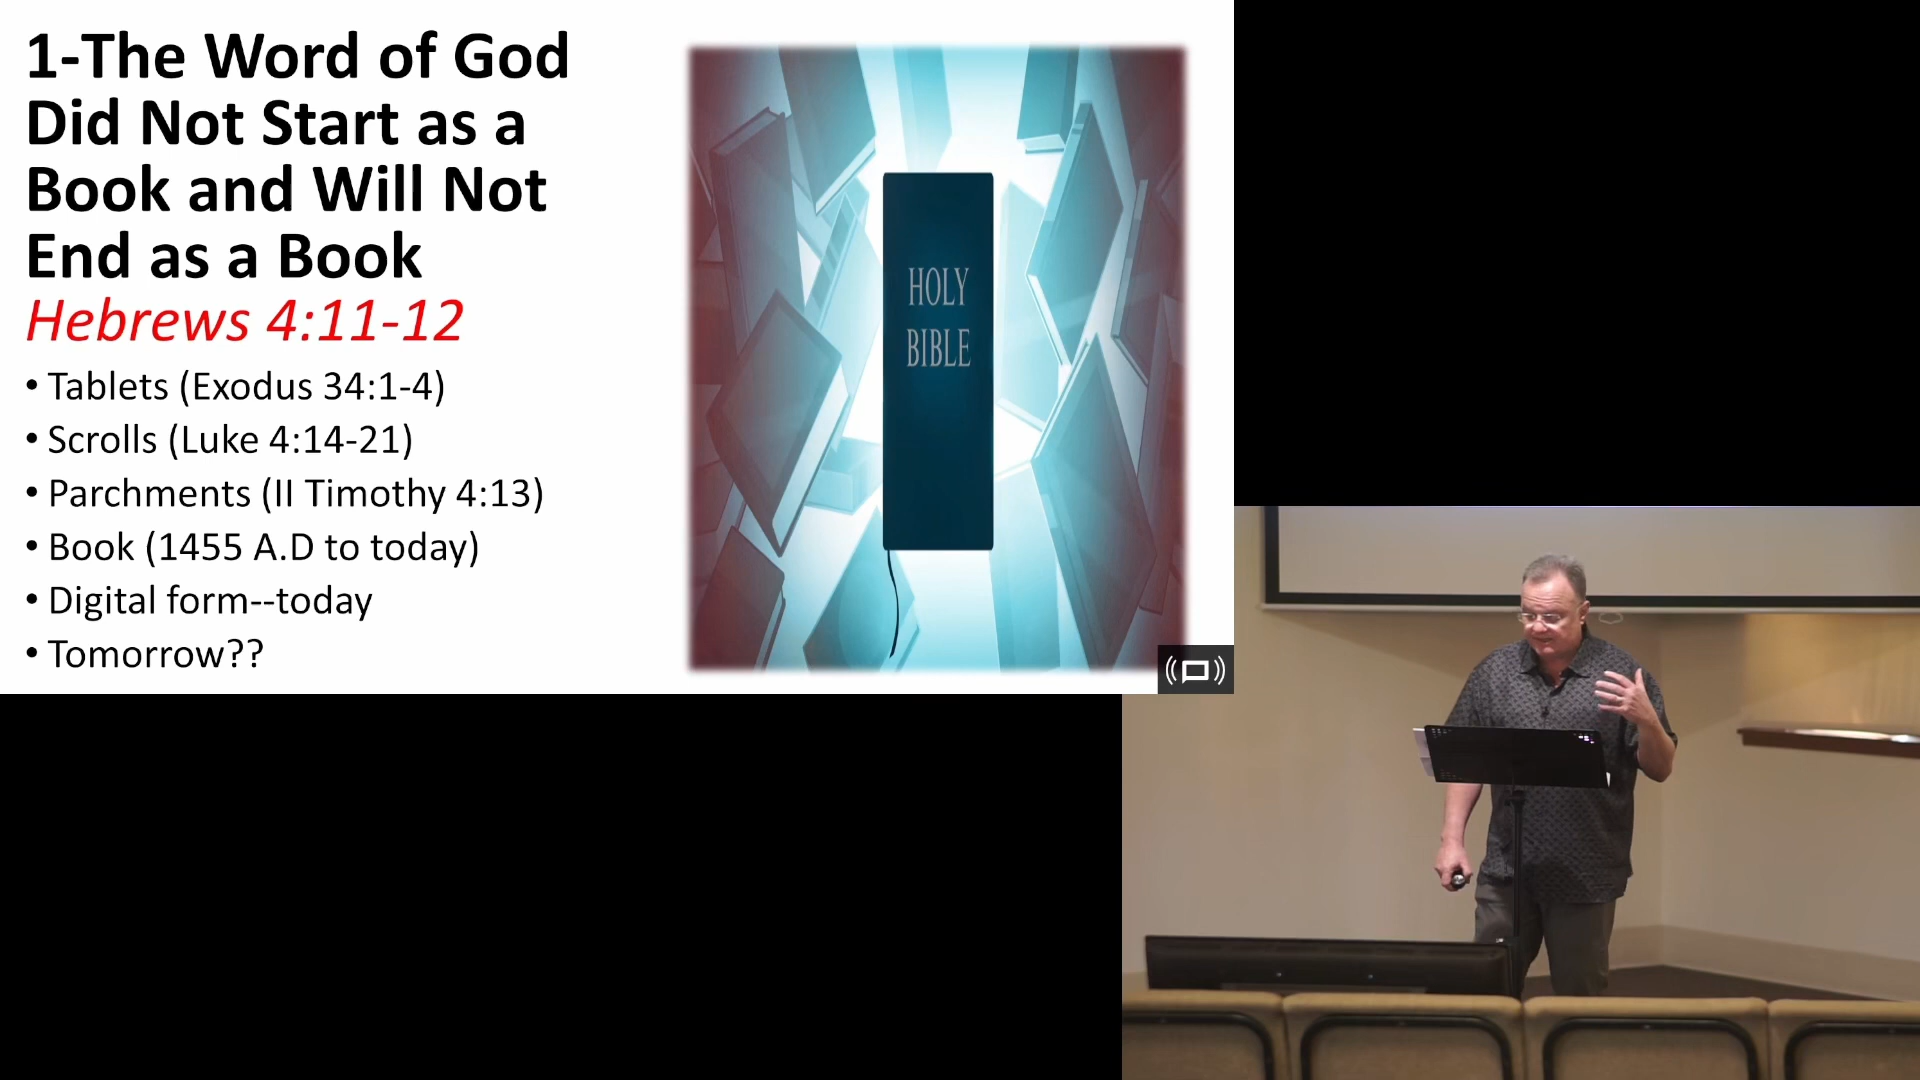 1-The Word of God
Did Not Start as a
Book and Will Not
End as a Book
Hebrews 4:11-12
• Tablets (Exodus 34:1-4)
• Scrolls (Luke 4:14-21)
• Parchments (II Timothy 4:13)
• Book (1455 A.D to today)
• Digital form--today
• Tomorrow??
HOLY
BIBLE